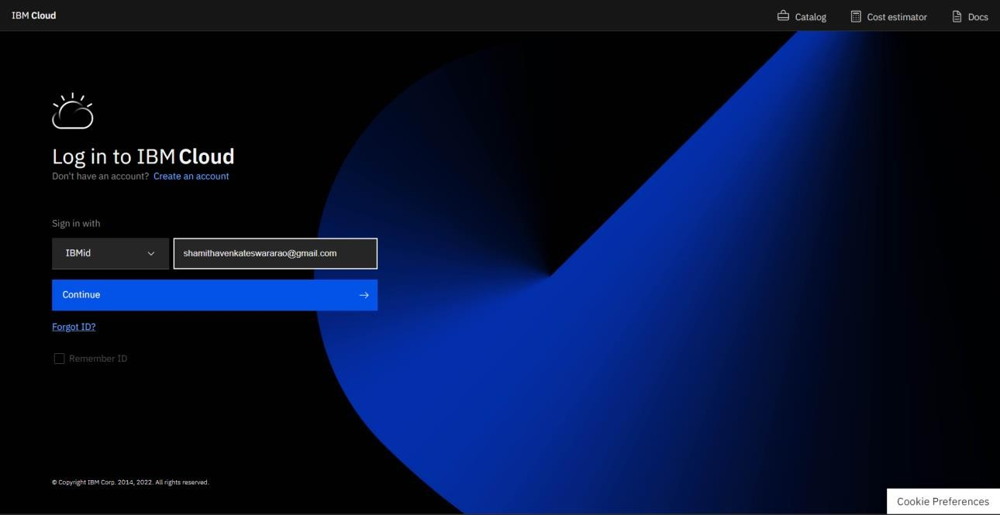 IBM Cloud
Catalog
Cost estimator
Docs
Log in to IBM Cloud
Don't have an account? Create an account
Sign in with
IBMid
shamithavenkateswararao@gmail.com
Continue
Forgot ID?
Remember ID
© Copyright IBM Corp. 2014, 2022. All rights reserved.
Cookie Preferences